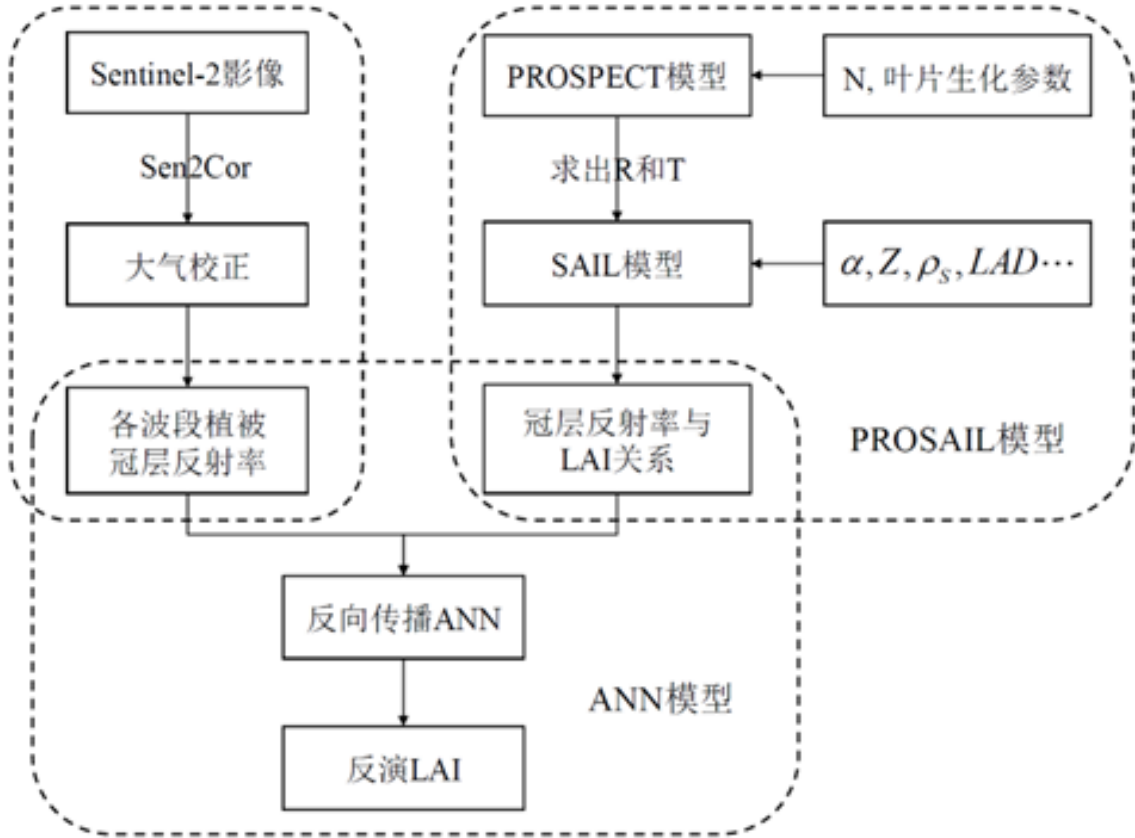 Sentinel-2影像
Sen2Cor
大气校正
各波段植被
冠层反射率
PROSPECT模型
N, 叶片生化参数
求出R和T
SAIL模型
α, Z, ρ_S, LAD⋯
冠层反射率与
LAI关系
PROSAIL模型
反向传播ANN
ANN模型
反演LAI